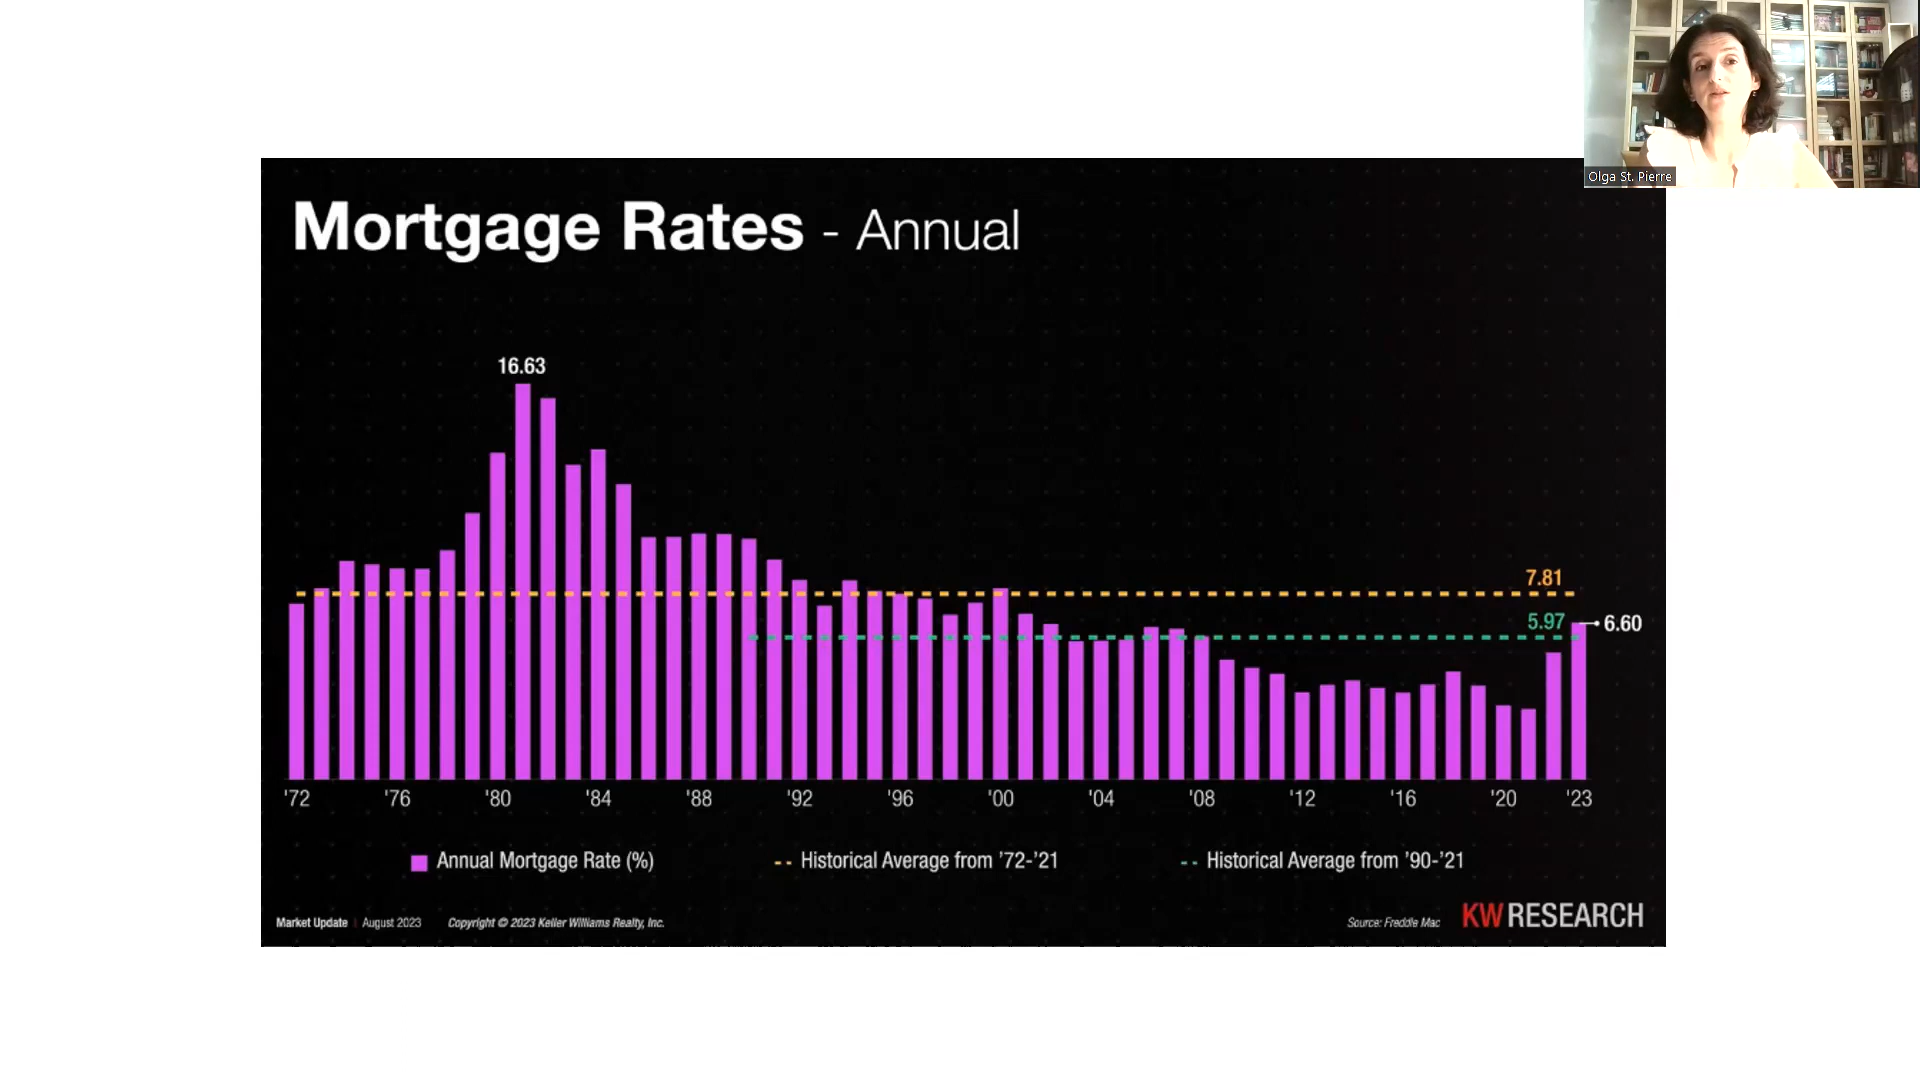 Olga St. Pierre
Mortgage Rates - Annual
16.63
7.81
5.97
6.60
'72 '76 '80 '84 '88 '92 '96 '00 '04 '08 '12 '16 '20 '23
Annual Mortgage Rate (%)
Historical Average from ’72-’21
Historical Average from ’90-’21
Market Update | August 2023 Copyright © 2023 Keller Williams Realty, Inc.
Source: Freddie Mac
KW RESEARCH